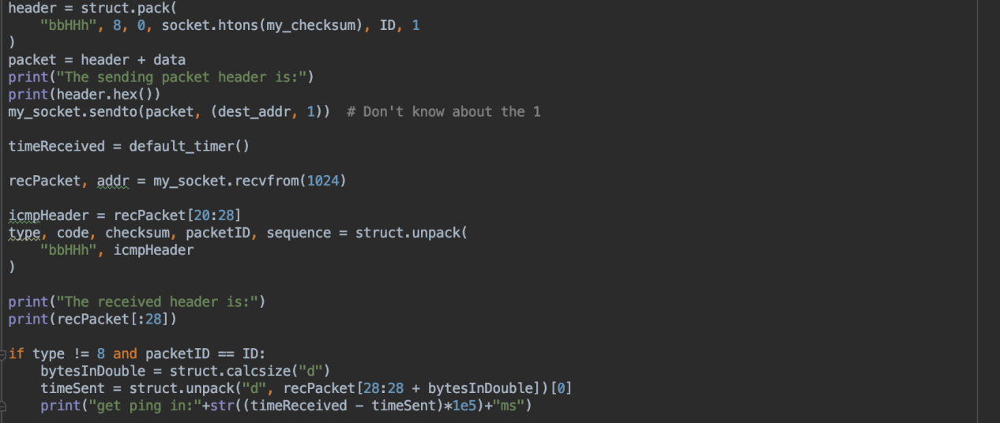 header = struct.pack(
    "bbHHh", 8, 0, socket.htons(my_checksum), ID, 1
)
packet = header + data
print("The sending packet header is:")
print(header.hex())
my_socket.sendto(packet, (dest_addr, 1))  # Don't know about the 1
timeReceived = default_timer()
recPacket, addr = my_socket.recvfrom(1024)
icmpHeader = recPacket[20:28]
type, code, checksum, packetID, sequence = struct.unpack(
    "bbHHh", icmpHeader
)
print("The received header is:")
print(recPacket[:28])
if type != 8 and packetID == ID:
    bytesInDouble = struct.calcsize("d")
    timeSent = struct.unpack("d", recPacket[28:28 + bytesInDouble])[0]
    print("get ping in:"+str((timeReceived - timeSent)*1e5)+"ms")